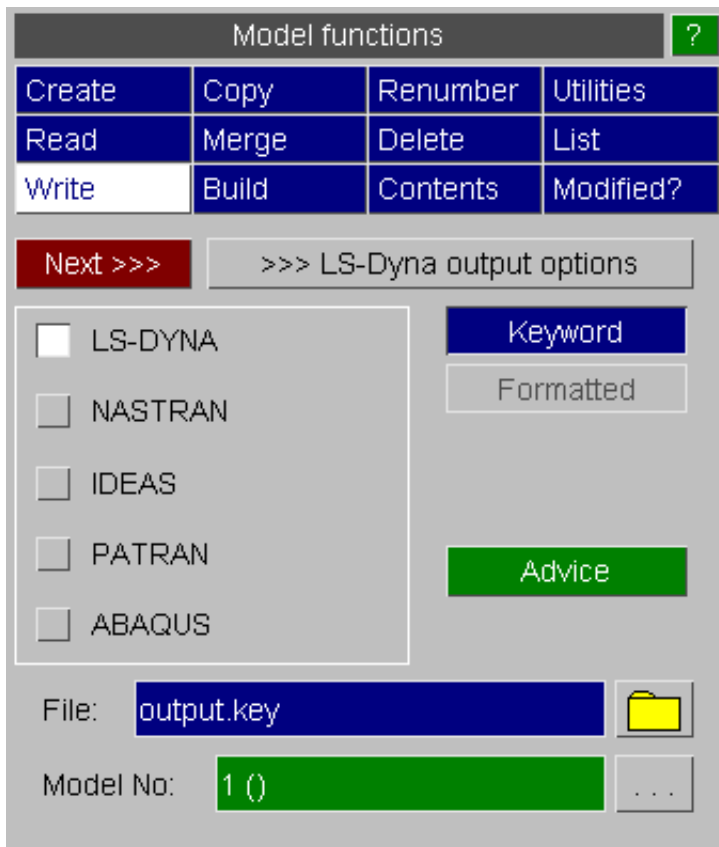 Model functions ?
Create Copy Renumber Utilities
Read Merge Delete List
Write Build Contents Modified?
Next >>> >>> LS-Dyna output options
LS-DYNA Keyword
NASTRAN Formatted
IDEAS
PATRAN Advice
ABAQUS
File: output.key
Model No: 1 () . . .